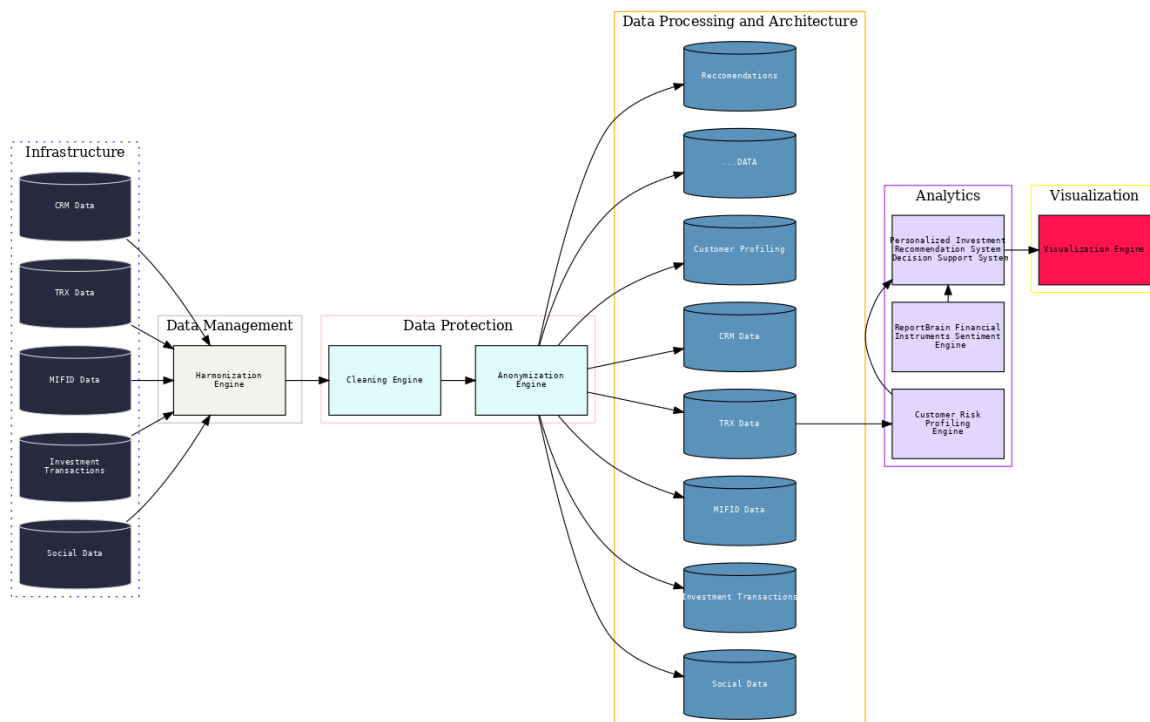 Infrastructure
CRM Data
TRX Data
MIFID Data
Investment
Transactions
Social Data
Data Management
Harmonization
Engine
Data Protection
Cleaning Engine
Anonymization
Engine
Data Processing and Architecture
Reccomendations
...DATA
Customer Profiling
CRM Data
TRX Data
MIFID Data
Investment Transactions
Social Data
Analytics
Personalized Investment
Recommendation System
Decision Support System
ReportBrain Financial
Instruments Sentiment
Engine
Customer Risk
Profiling
Engine
Visualization
Visualization Engine